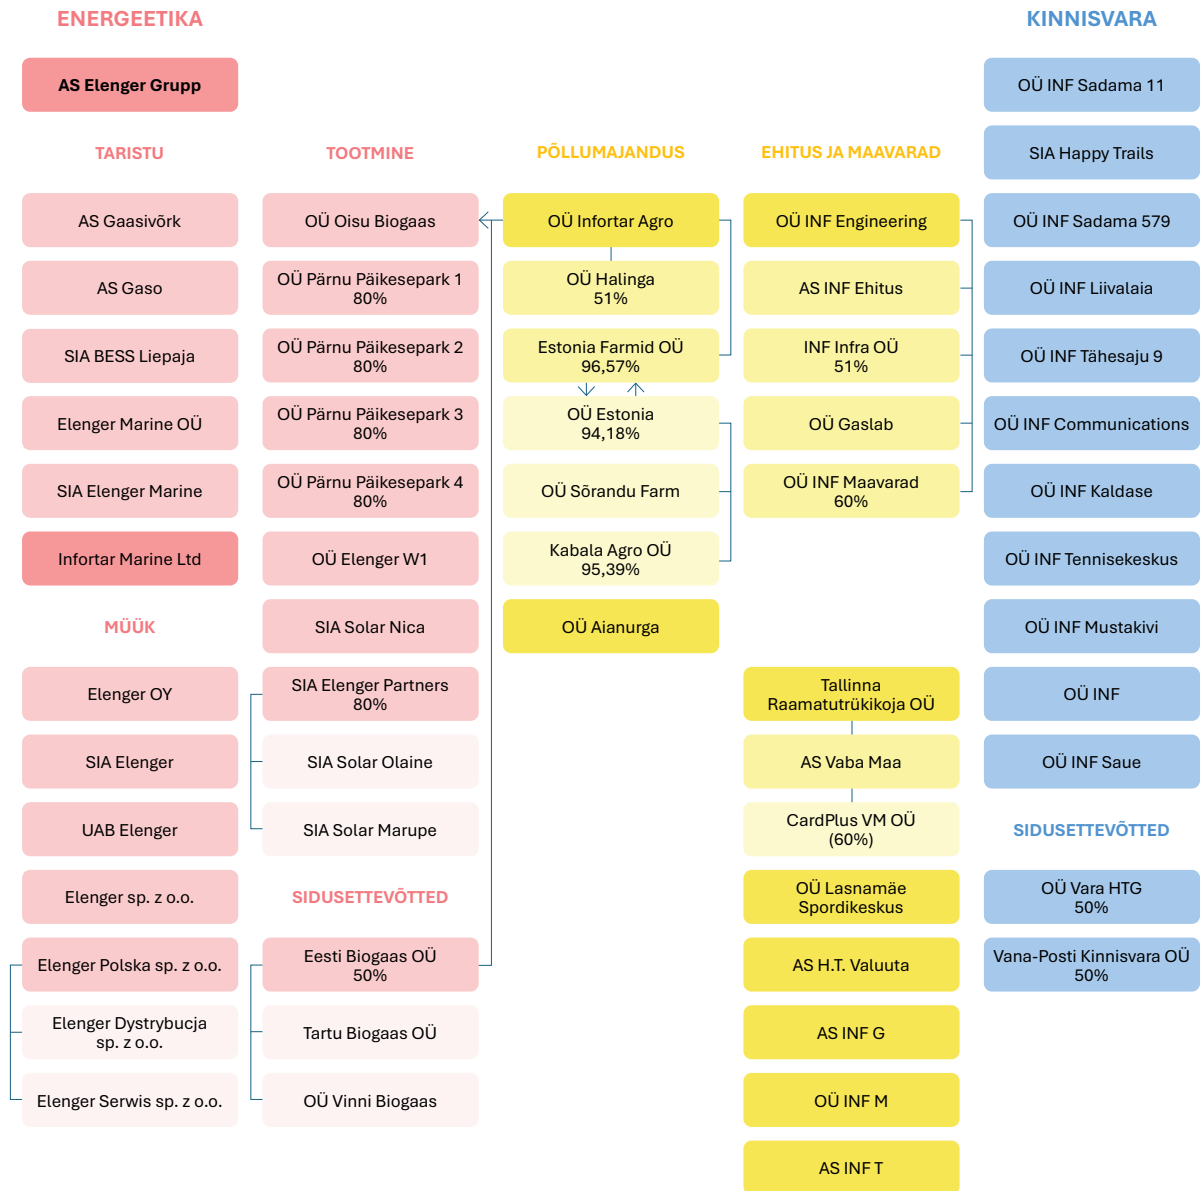 ENERGEETIKA
AS Elenger Grupp
TARISTU
AS Gaasivõrk
AS Gaso
SIA BESS Liepaja
Elenger Marine OÜ
SIA Elenger Marine
Infortar Marine Ltd
MÜÜK
Elenger OY
SIA Elenger
UAB Elenger
Elenger sp. z o.o.
Elenger Polska sp. z o.o.
Elenger Dystrybucja
sp. z o.o.
Elenger Serwis sp. z o.o.
TOOTMINE
OÜ Oisu Biogaas
OÜ Pärnu Päikesepark 1
80%
OÜ Pärnu Päikesepark 2
80%
OÜ Pärnu Päikesepark 3
80%
OÜ Pärnu Päikesepark 4
80%
OÜ Elenger W1
SIA Solar Nica
SIA Elenger Partners
80%
SIA Solar Olaine
SIA Solar Marupe
SIDUSETTEVÕTTED
Eesti Biogaas OÜ
50%
Tartu Biogaas OÜ
OÜ Vinni Biogaas
PÕLLUMAJANDUS
OÜ Infortar Agro
OÜ Halinga
51%
Estonia Farmid OÜ
96,57%
OÜ Estonia
94,18%
OÜ Sõrandu Farm
Kabala Agro OÜ
95,39%
OÜ Aianurga
EHITUS JA MAAVARAD
OÜ INF Engineering
AS INF Ehitus
INF Infra OÜ
51%
OÜ Gaslab
OÜ INF Maavarad
60%
Tallinna
Raamatutrükikoja OÜ
AS Vaba Maa
CardPlus VM OÜ
(60%)
OÜ Lasnamäe
Spordikeskus
AS H.T. Valuuta
AS INF G
OÜ INF M
AS INF T
KINNISVARA
OÜ INF Sadama 11
SIA Happy Trails
OÜ INF Sadama 579
OÜ INF Liivalaia
OÜ INF Tähesaju 9
OÜ INF Communications
OÜ INF Kaldase
OÜ INF Tennisekeskus
OÜ INF Mustakivi
OÜ INF
OÜ INF Saue
SIDUSETTEVÕTTED
OÜ Vara HTG
50%
Vana-Posti Kinnisvara OÜ
50%